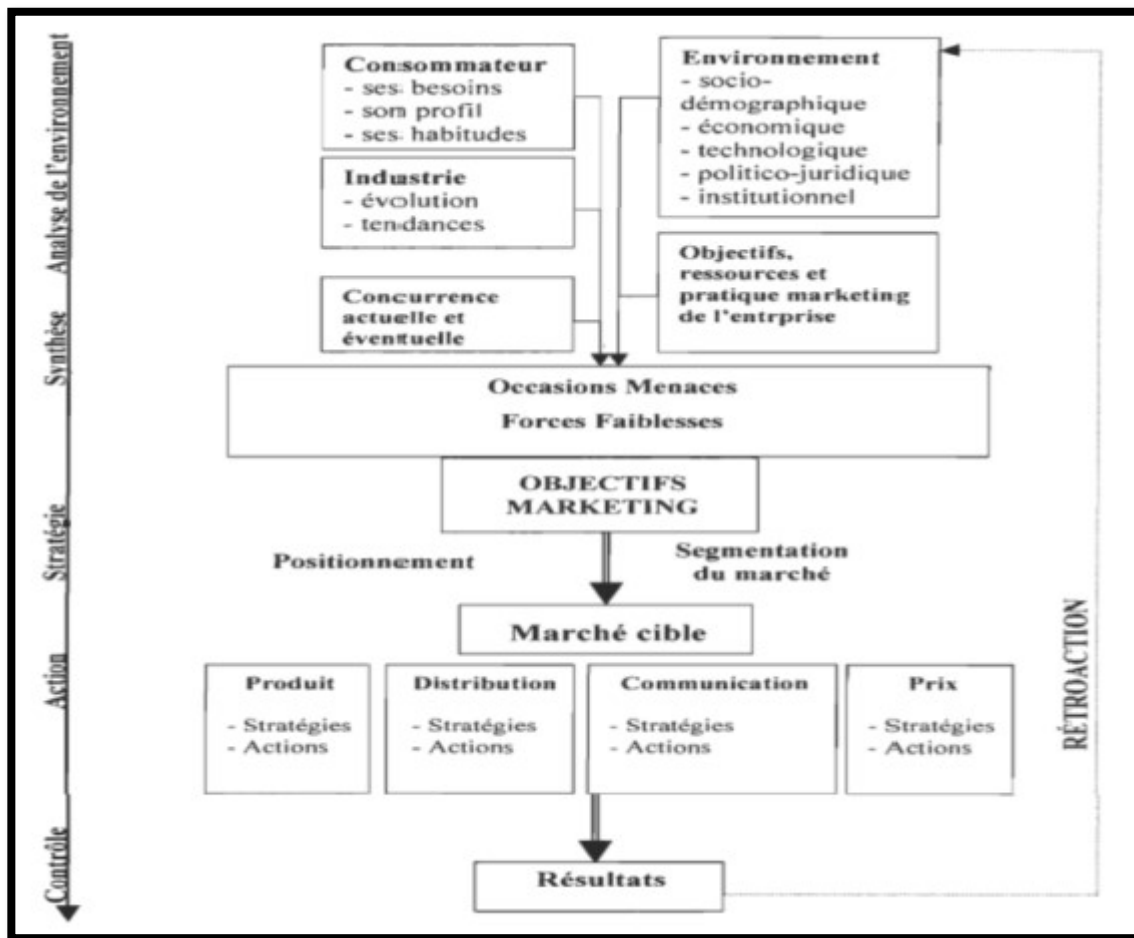 Analyse de l'environnement
Synthèse
Stratégie
Action
Contrôle
Consommateur
- ses besoins
- son profil
- ses habitudes
Industrie
- évolution
- tendances
Concurrence
actuelle et
éventuelle
Environnement
- socio-
démographique
- économique
- technologique
- politico-juridique
- institutionnel
Objectifs,
ressources et
pratique marketing
de l'entrprise
Occasions Menaces
Forces Faiblesses
OBJECTIFS
MARKETING
Positionnement
Segmentation
du marché
Marché cible
Produit
- Stratégies
- Actions
Distribution
- Stratégies
- Actions
Communication
- Stratégies
- Actions
Prix
- Stratégies
- Actions
Résultats
RÉTROACTION